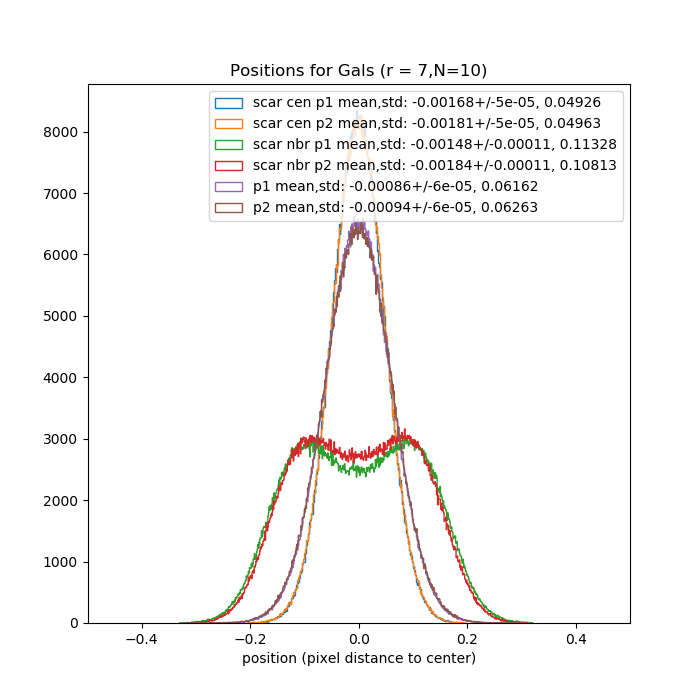 Positions for Gals (r = 7,N=10)
scar cen p1 mean,std: -0.00168+/-5e-05, 0.04926
scar cen p2 mean,std: -0.00181+/-5e-05, 0.04963
scar nbr p1 mean,std: -0.00148+/-0.00011, 0.11328
scar nbr p2 mean,std: -0.00184+/-0.00011, 0.10813
p1 mean,std: -0.00086+/-6e-05, 0.06162
p2 mean,std: -0.00094+/-6e-05, 0.06263
8000
7000
6000
5000
4000
3000
2000
1000
0
−0.4 −0.2 0.0 0.2 0.4
position (pixel distance to center)